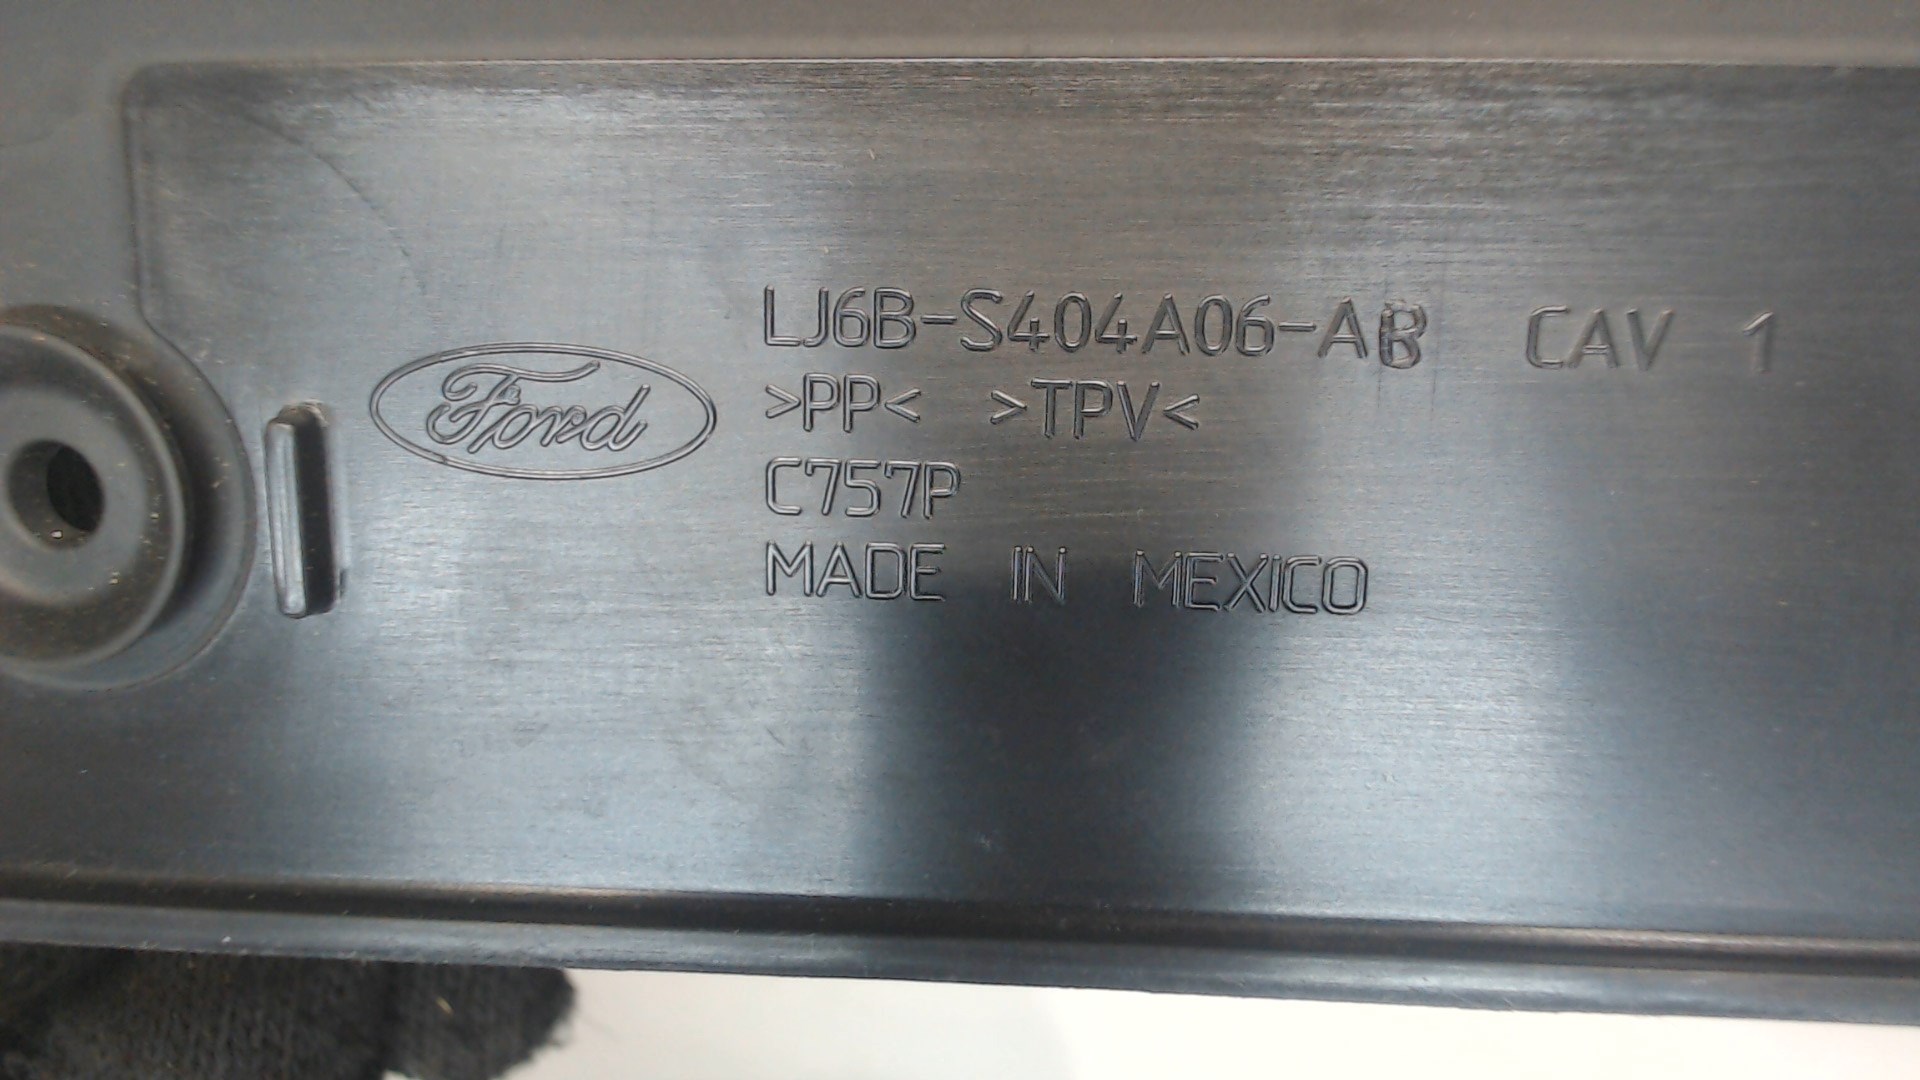 Ford
LJ6B-S404A06-AB CAV 1
>PP< >TPV<
C757P
MADE IN MEXICO